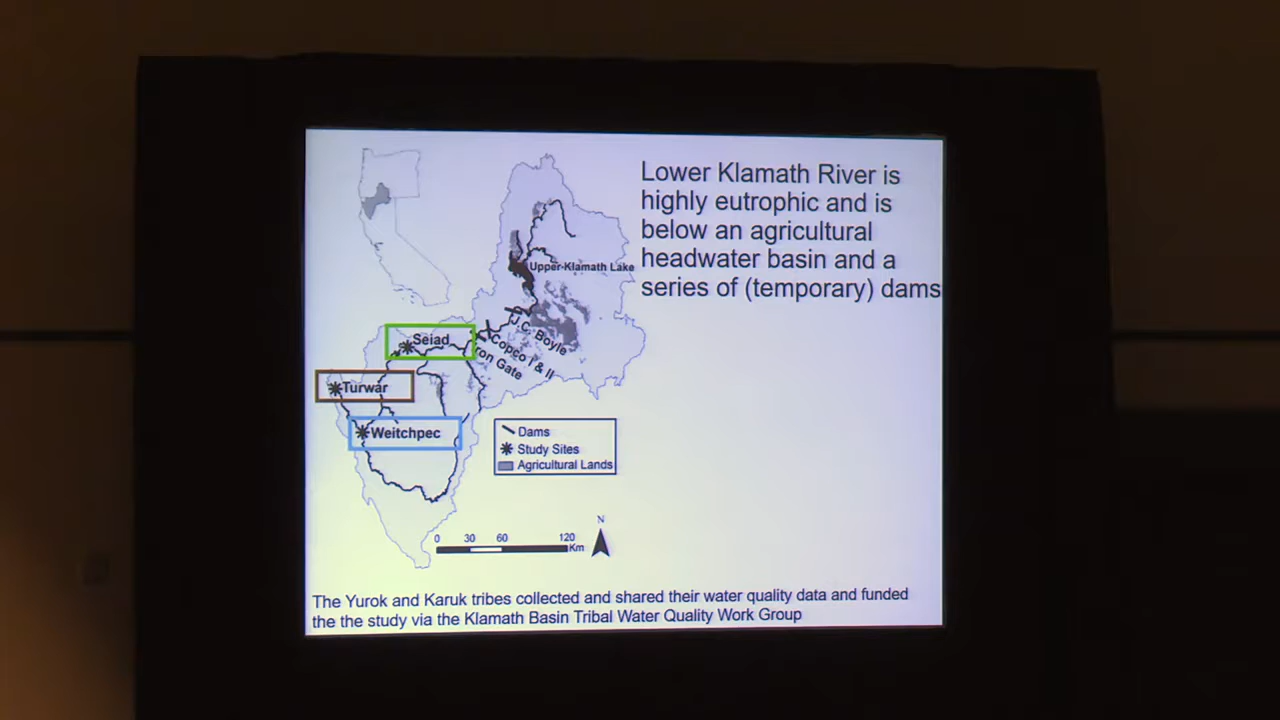 Lower Klamath River is
highly eutrophic and is
below an agricultural
headwater basin and a
series of (temporary) dams
Upper-Klamath Lake
J.C. Boyle
Copco I & II
Iron Gate
Seiad
Turwar
Weitchpec
Dams
Study Sites
Agricultural Lands
0 30 60 120
Km
N
The Yurok and Karuk tribes collected and shared their water quality data and funded
the the study via the Klamath Basin Tribal Water Quality Work Group